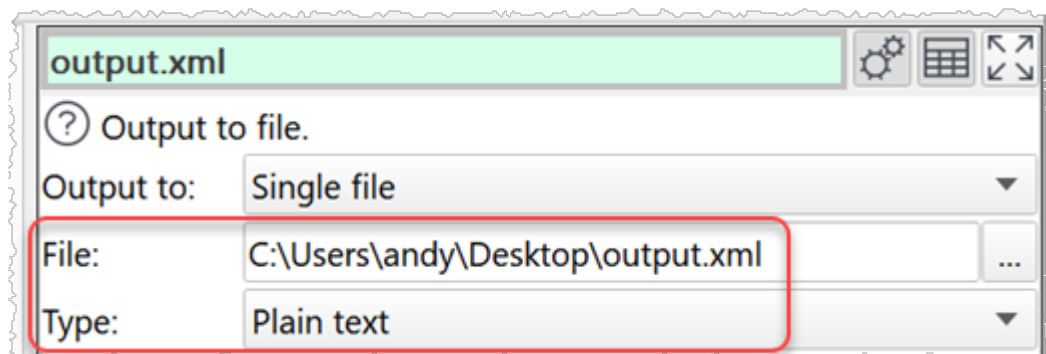 output.xml
? Output to file.
Output to: Single file
File: C:\Users\andy\Desktop\output.xml ...
Type: Plain text